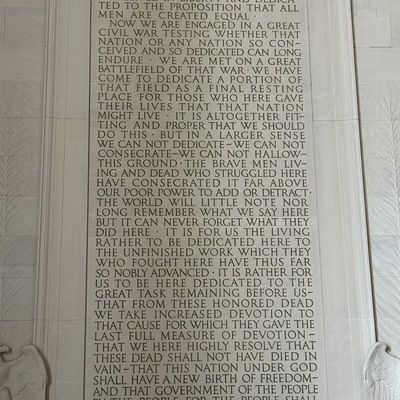 TED TO THE PROPOSITION THAT ALL
MEN ARE CREATED EQUAL ·
NOW WE ARE ENGAGED IN A GREAT
CIVIL WAR TESTING WHETHER THAT
NATION OR ANY NATION SO CON-
CEIVED AND SO DEDICATED CAN LONG
ENDURE · WE ARE MET ON A GREAT
BATTLEFIELD OF THAT WAR · WE HAVE
COME TO DEDICATE A PORTION OF
THAT FIELD AS A FINAL RESTING
PLACE FOR THOSE WHO HERE GAVE
THEIR LIVES THAT THAT NATION
MIGHT LIVE · IT IS ALTOGETHER FIT-
TING AND PROPER THAT WE SHOULD
DO THIS · BUT IN A LARGER SENSE
WE CAN NOT DEDICATE–WE CAN NOT
CONSECRATE–WE CAN NOT HALLOW–
THIS GROUND · THE BRAVE MEN LIV-
ING AND DEAD WHO STRUGGLED HERE
HAVE CONSECRATED IT FAR ABOVE
OUR POOR POWER TO ADD OR DETRACT ·
THE WORLD WILL LITTLE NOTE NOR
LONG REMEMBER WHAT WE SAY HERE
BUT IT CAN NEVER FORGET WHAT THEY
DID HERE · IT IS FOR US THE LIVING
RATHER TO BE DEDICATED HERE TO
THE UNFINISHED WORK WHICH THEY
WHO FOUGHT HERE HAVE THUS FAR
SO NOBLY ADVANCED · IT IS RATHER FOR
US TO BE HERE DEDICATED TO THE
GREAT TASK REMAINING BEFORE US–
THAT FROM THESE HONORED DEAD
WE TAKE INCREASED DEVOTION TO
THAT CAUSE FOR WHICH THEY GAVE THE
LAST FULL MEASURE OF DEVOTION–
THAT WE HERE HIGHLY RESOLVE THAT
THESE DEAD SHALL NOT HAVE DIED IN
VAIN–THAT THIS NATION UNDER GOD
SHALL HAVE A NEW BIRTH OF FREEDOM–
AND THAT GOVERNMENT OF THE PEOPLE
BY THE PEOPLE FOR THE PEOPLE SHALL